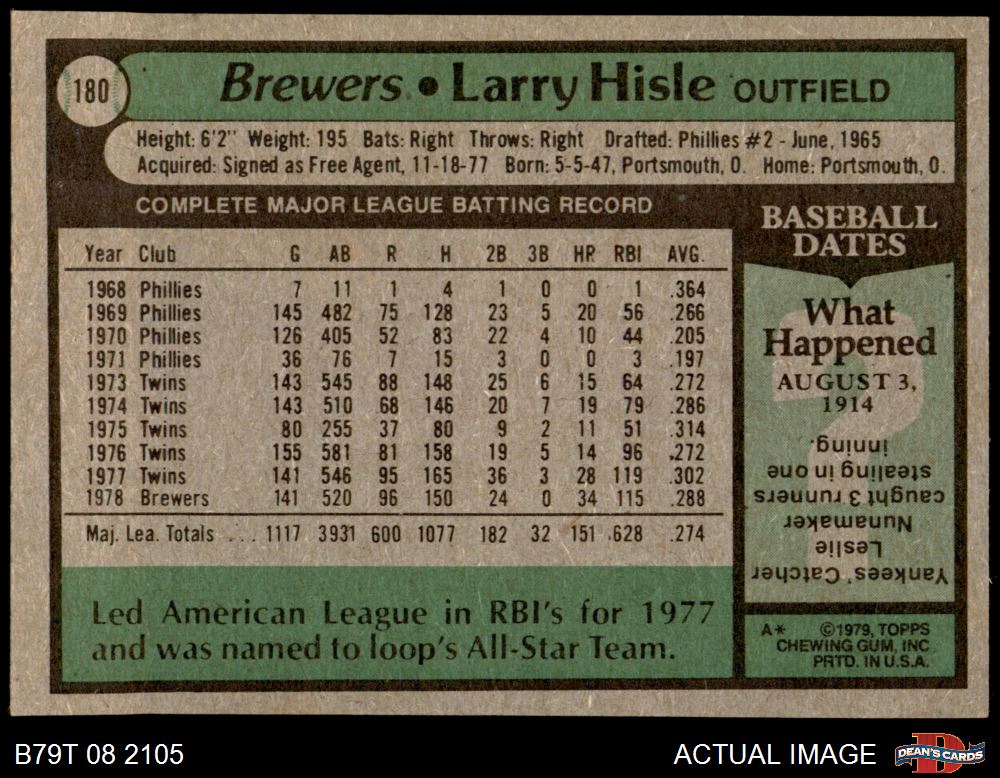 180
Brewers • Larry Hisle OUTFIELD
Height: 6'2" Weight: 195 Bats: Right Throws: Right Drafted: Phillies #2 - June, 1965
Acquired: Signed as Free Agent, 11-18-77 Born: 5-5-47, Portsmouth, O. Home: Portsmouth, O.
COMPLETE MAJOR LEAGUE BATTING RECORD
Year Club G AB R H 2B 3B HR RBI AVG.
1968 Phillies 7 11 1 4 1 0 0 1 .364
1969 Phillies 145 482 75 128 23 5 20 56 .266
1970 Phillies 126 405 52 83 22 4 10 44 .205
1971 Phillies 36 76 7 15 3 0 0 3 .197
1973 Twins 143 545 88 148 25 6 15 64 .272
1974 Twins 143 510 68 146 20 7 19 79 .286
1975 Twins 80 255 37 80 9 2 11 51 .314
1976 Twins 155 581 81 158 19 5 14 96 .272
1977 Twins 141 546 95 165 36 3 28 119 .302
1978 Brewers 141 520 96 150 24 0 34 115 .288
Maj. Lea. Totals ... 1117 3931 600 1077 182 32 151 628 .274
Led American League in RBI's for 1977
and was named to loop's All-Star Team.
BASEBALL
DATES
What
Happened
AUGUST 3,
1914
Yankees' Catcher
Leslie
Nunamaker
caught 3 runners
stealing in one
inning.
A* ©1979, TOPPS
CHEWING GUM, INC
PRTD. IN U.S.A.
B79T 08 2105
ACTUAL IMAGE
DEAN'S CARDS